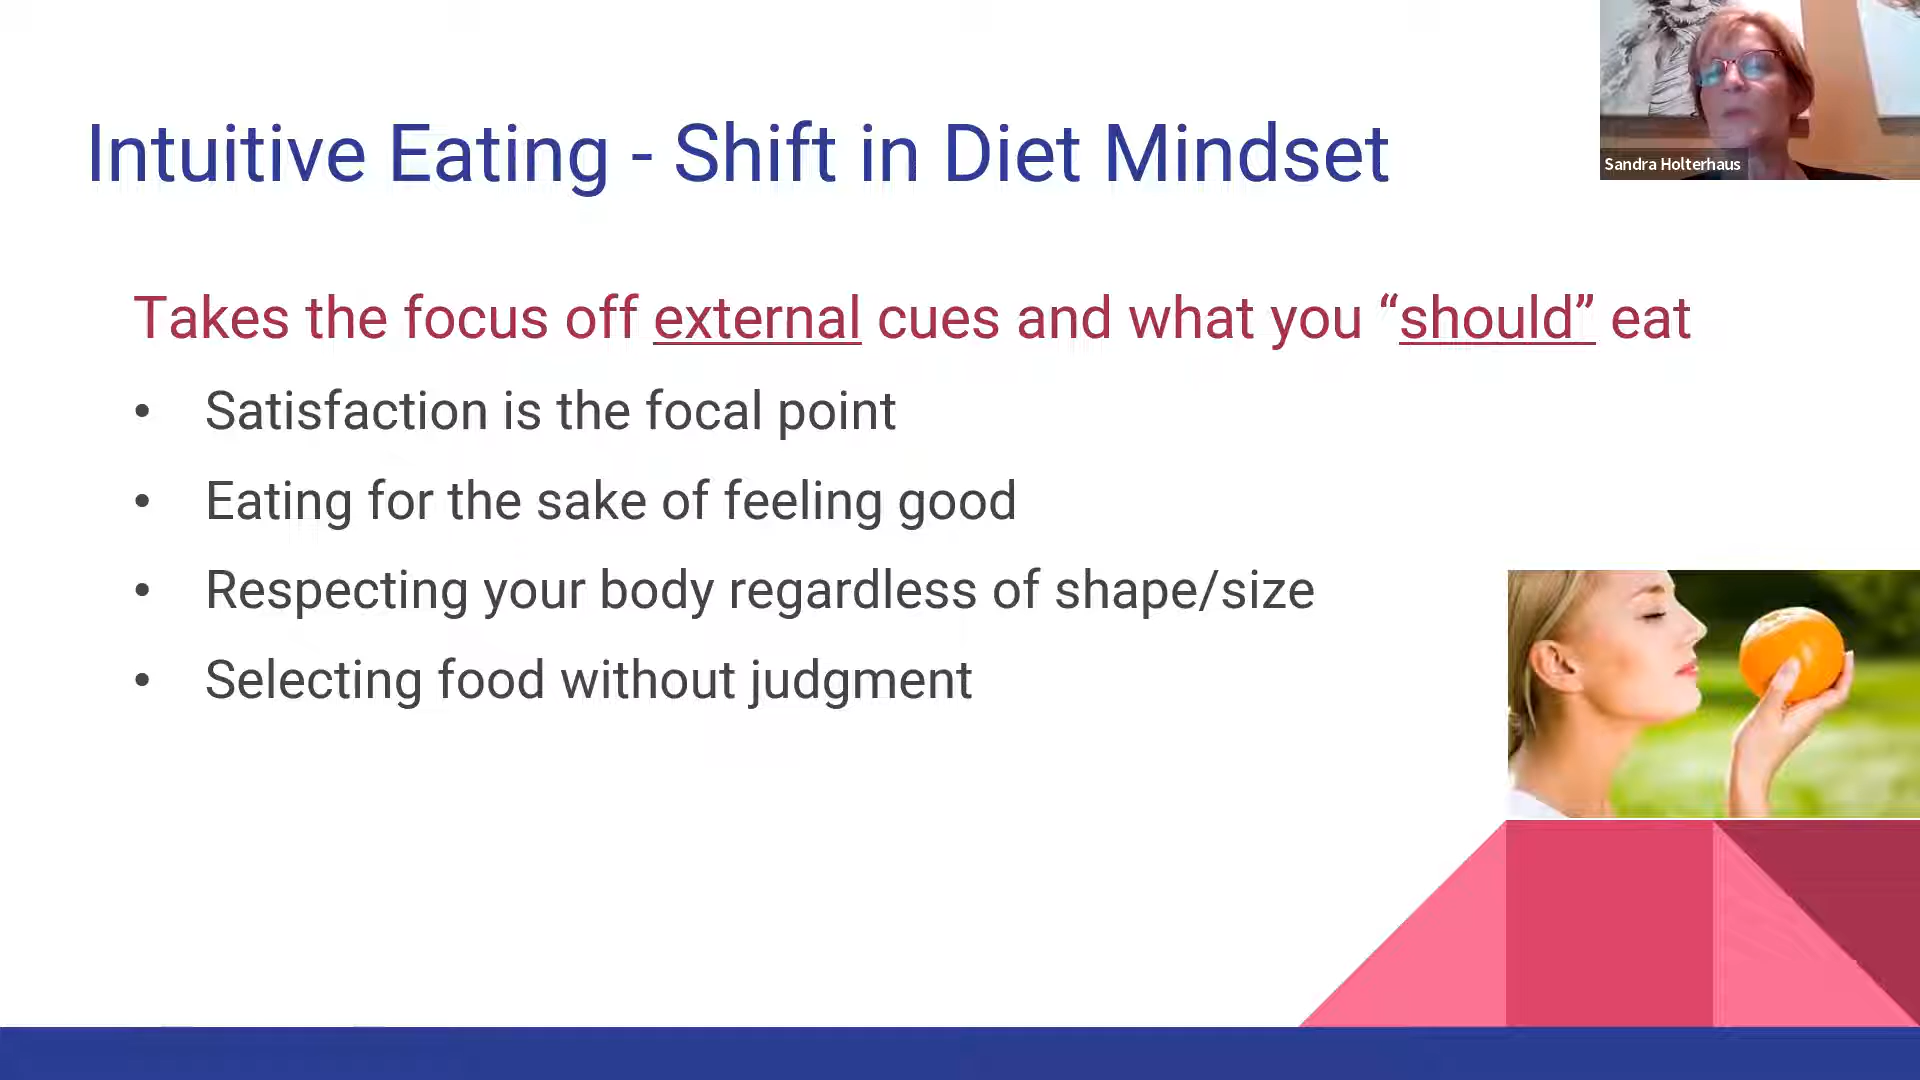 Intuitive Eating - Shift in Diet Mindset
Sandra Holterhaus
Takes the focus off external cues and what you “should” eat
• Satisfaction is the focal point
• Eating for the sake of feeling good
• Respecting your body regardless of shape/size
• Selecting food without judgment